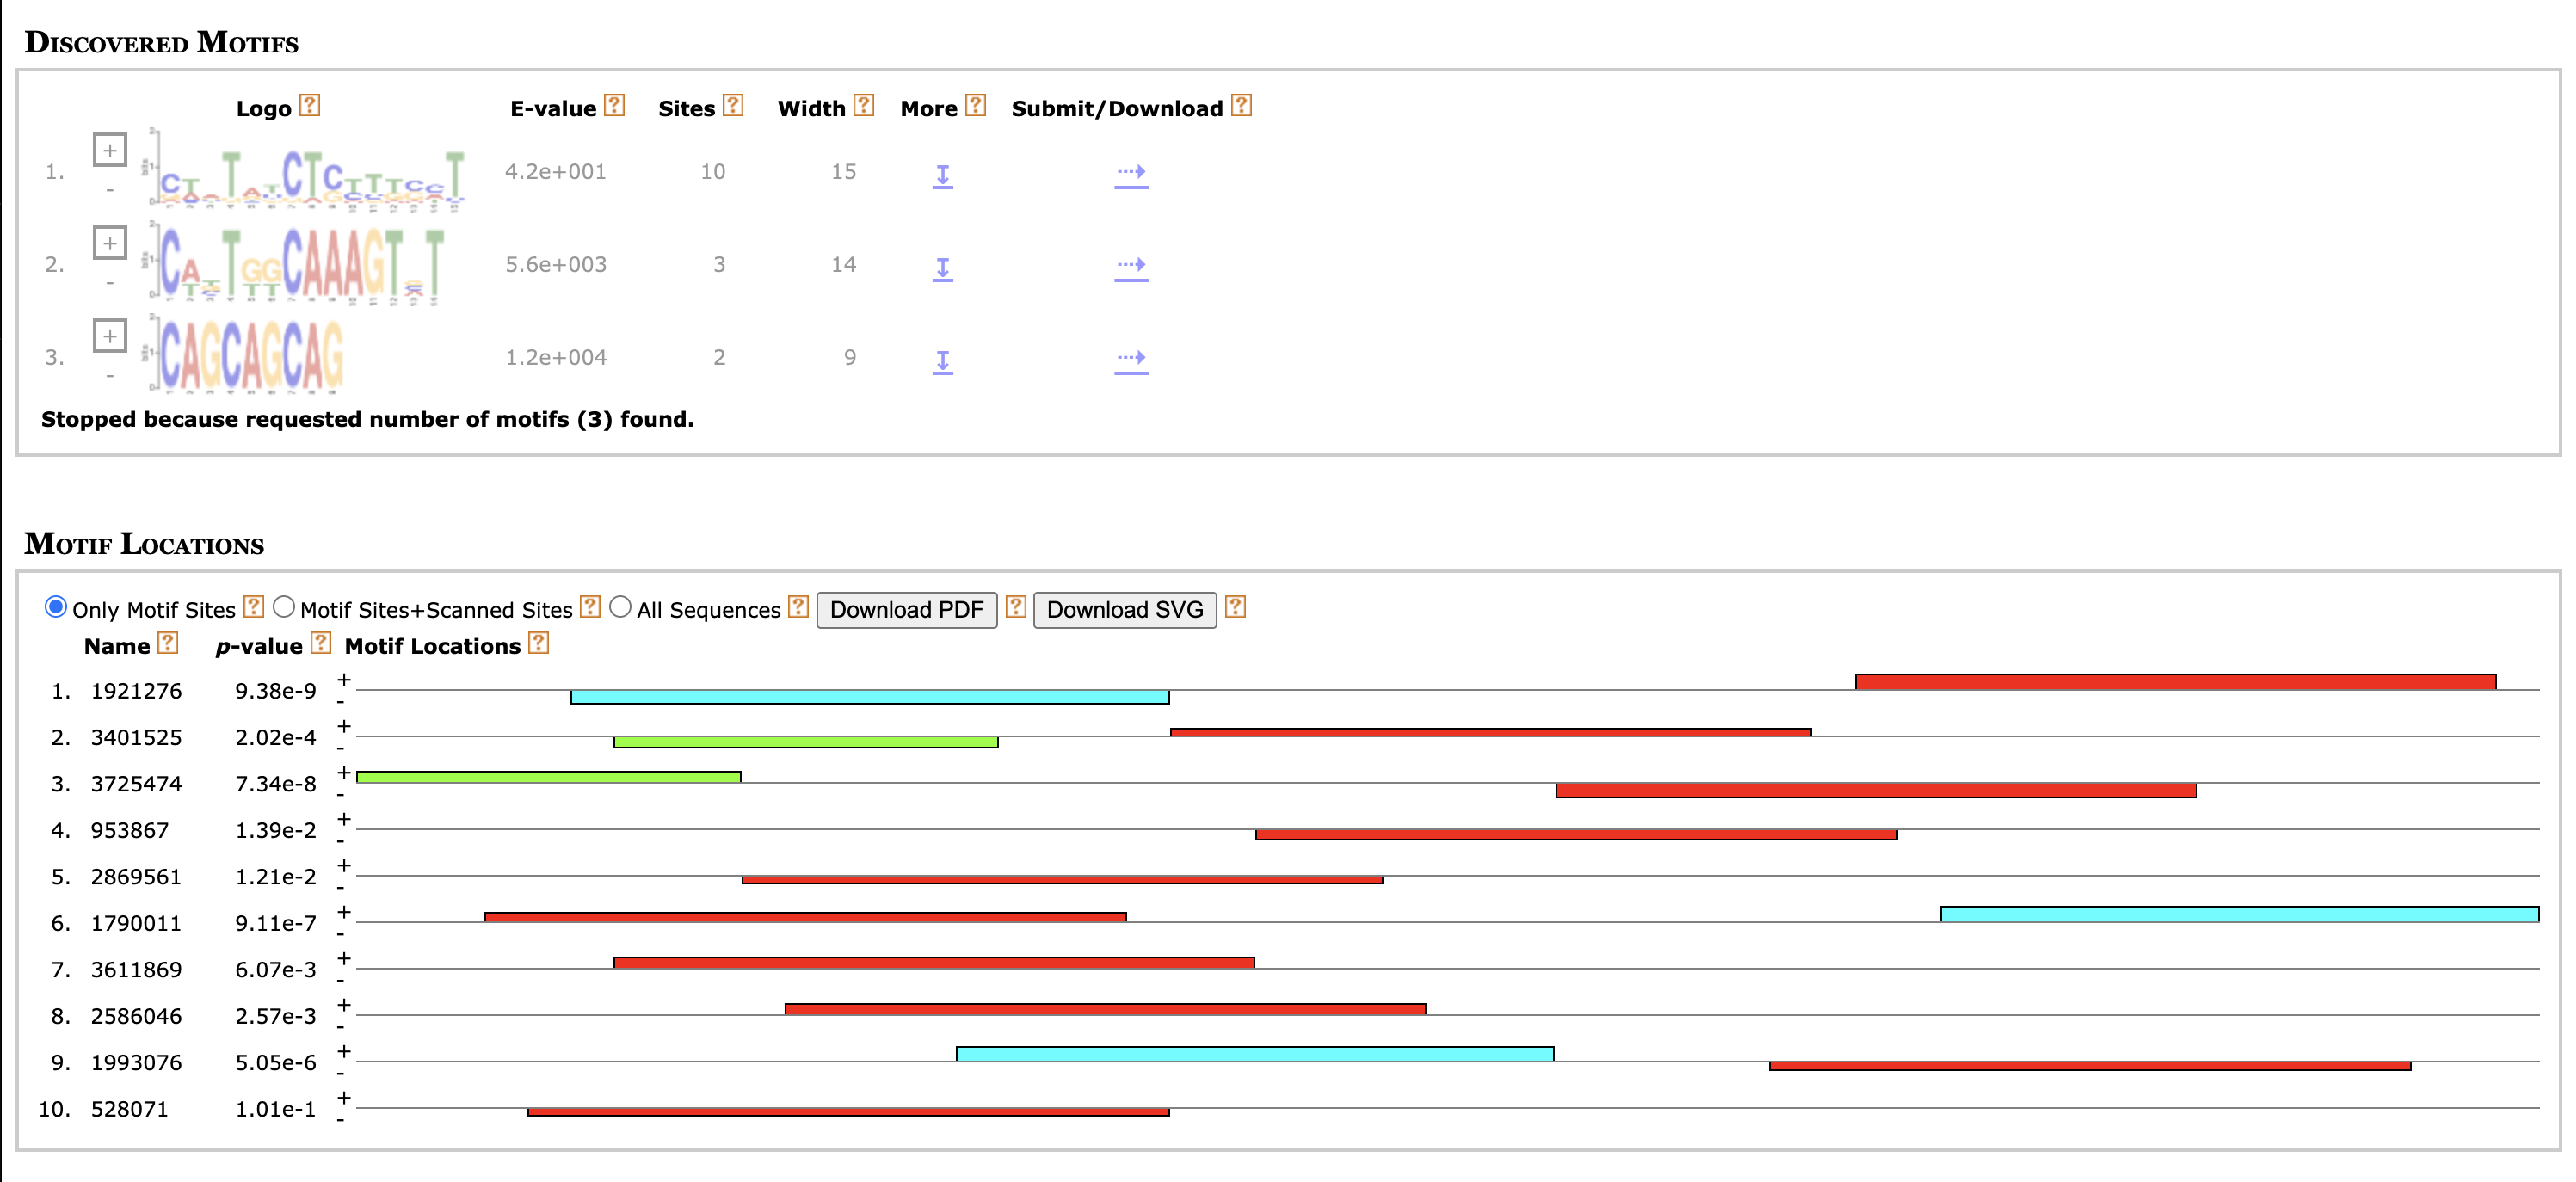 DISCOVERED MOTIFS
Logo ? E-value ? Sites ? Width ? More ? Submit/Download ?
1. + - 4.2e+001 10 15
2. + - CATGGCAAAGTT 5.6e+003 3 14
3. + - CAGCAGCAG 1.2e+004 2 9
Stopped because requested number of motifs (3) found.
MOTIF LOCATIONS
Only Motif Sites ? Motif Sites+Scanned Sites ? All Sequences ? Download PDF ? Download SVG ?
Name ? p-value ? Motif Locations ?
1. 1921276 9.38e-9 + -
2. 3401525 2.02e-4 + -
3. 3725474 7.34e-8 + -
4. 953867 1.39e-2 + -
5. 2869561 1.21e-2 + -
6. 1790011 9.11e-7 + -
7. 3611869 6.07e-3 + -
8. 2586046 2.57e-3 + -
9. 1993076 5.05e-6 + -
10. 528071 1.01e-1 + -